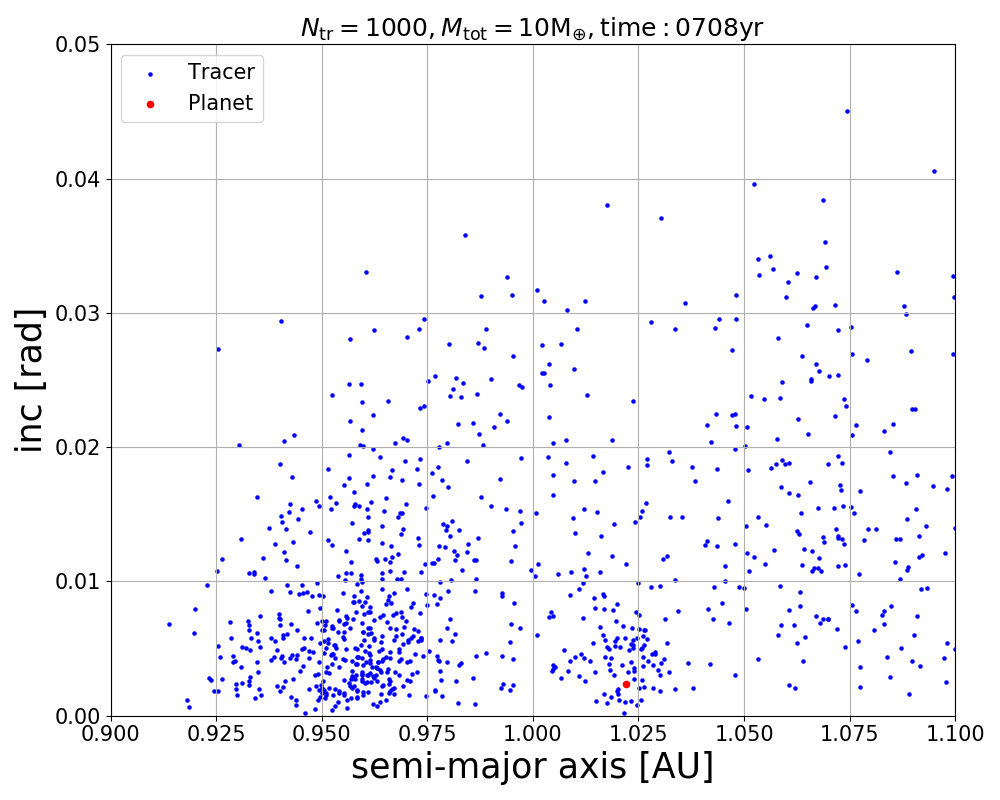 N_tr = 1000, M_tot = 10M_⊕, time : 0708yr
Tracer
Planet
0.05
0.04
0.03
0.02
0.01
0.00
inc [rad]
0.900 0.925 0.950 0.975 1.000 1.025 1.050 1.075 1.100
semi-major axis [AU]